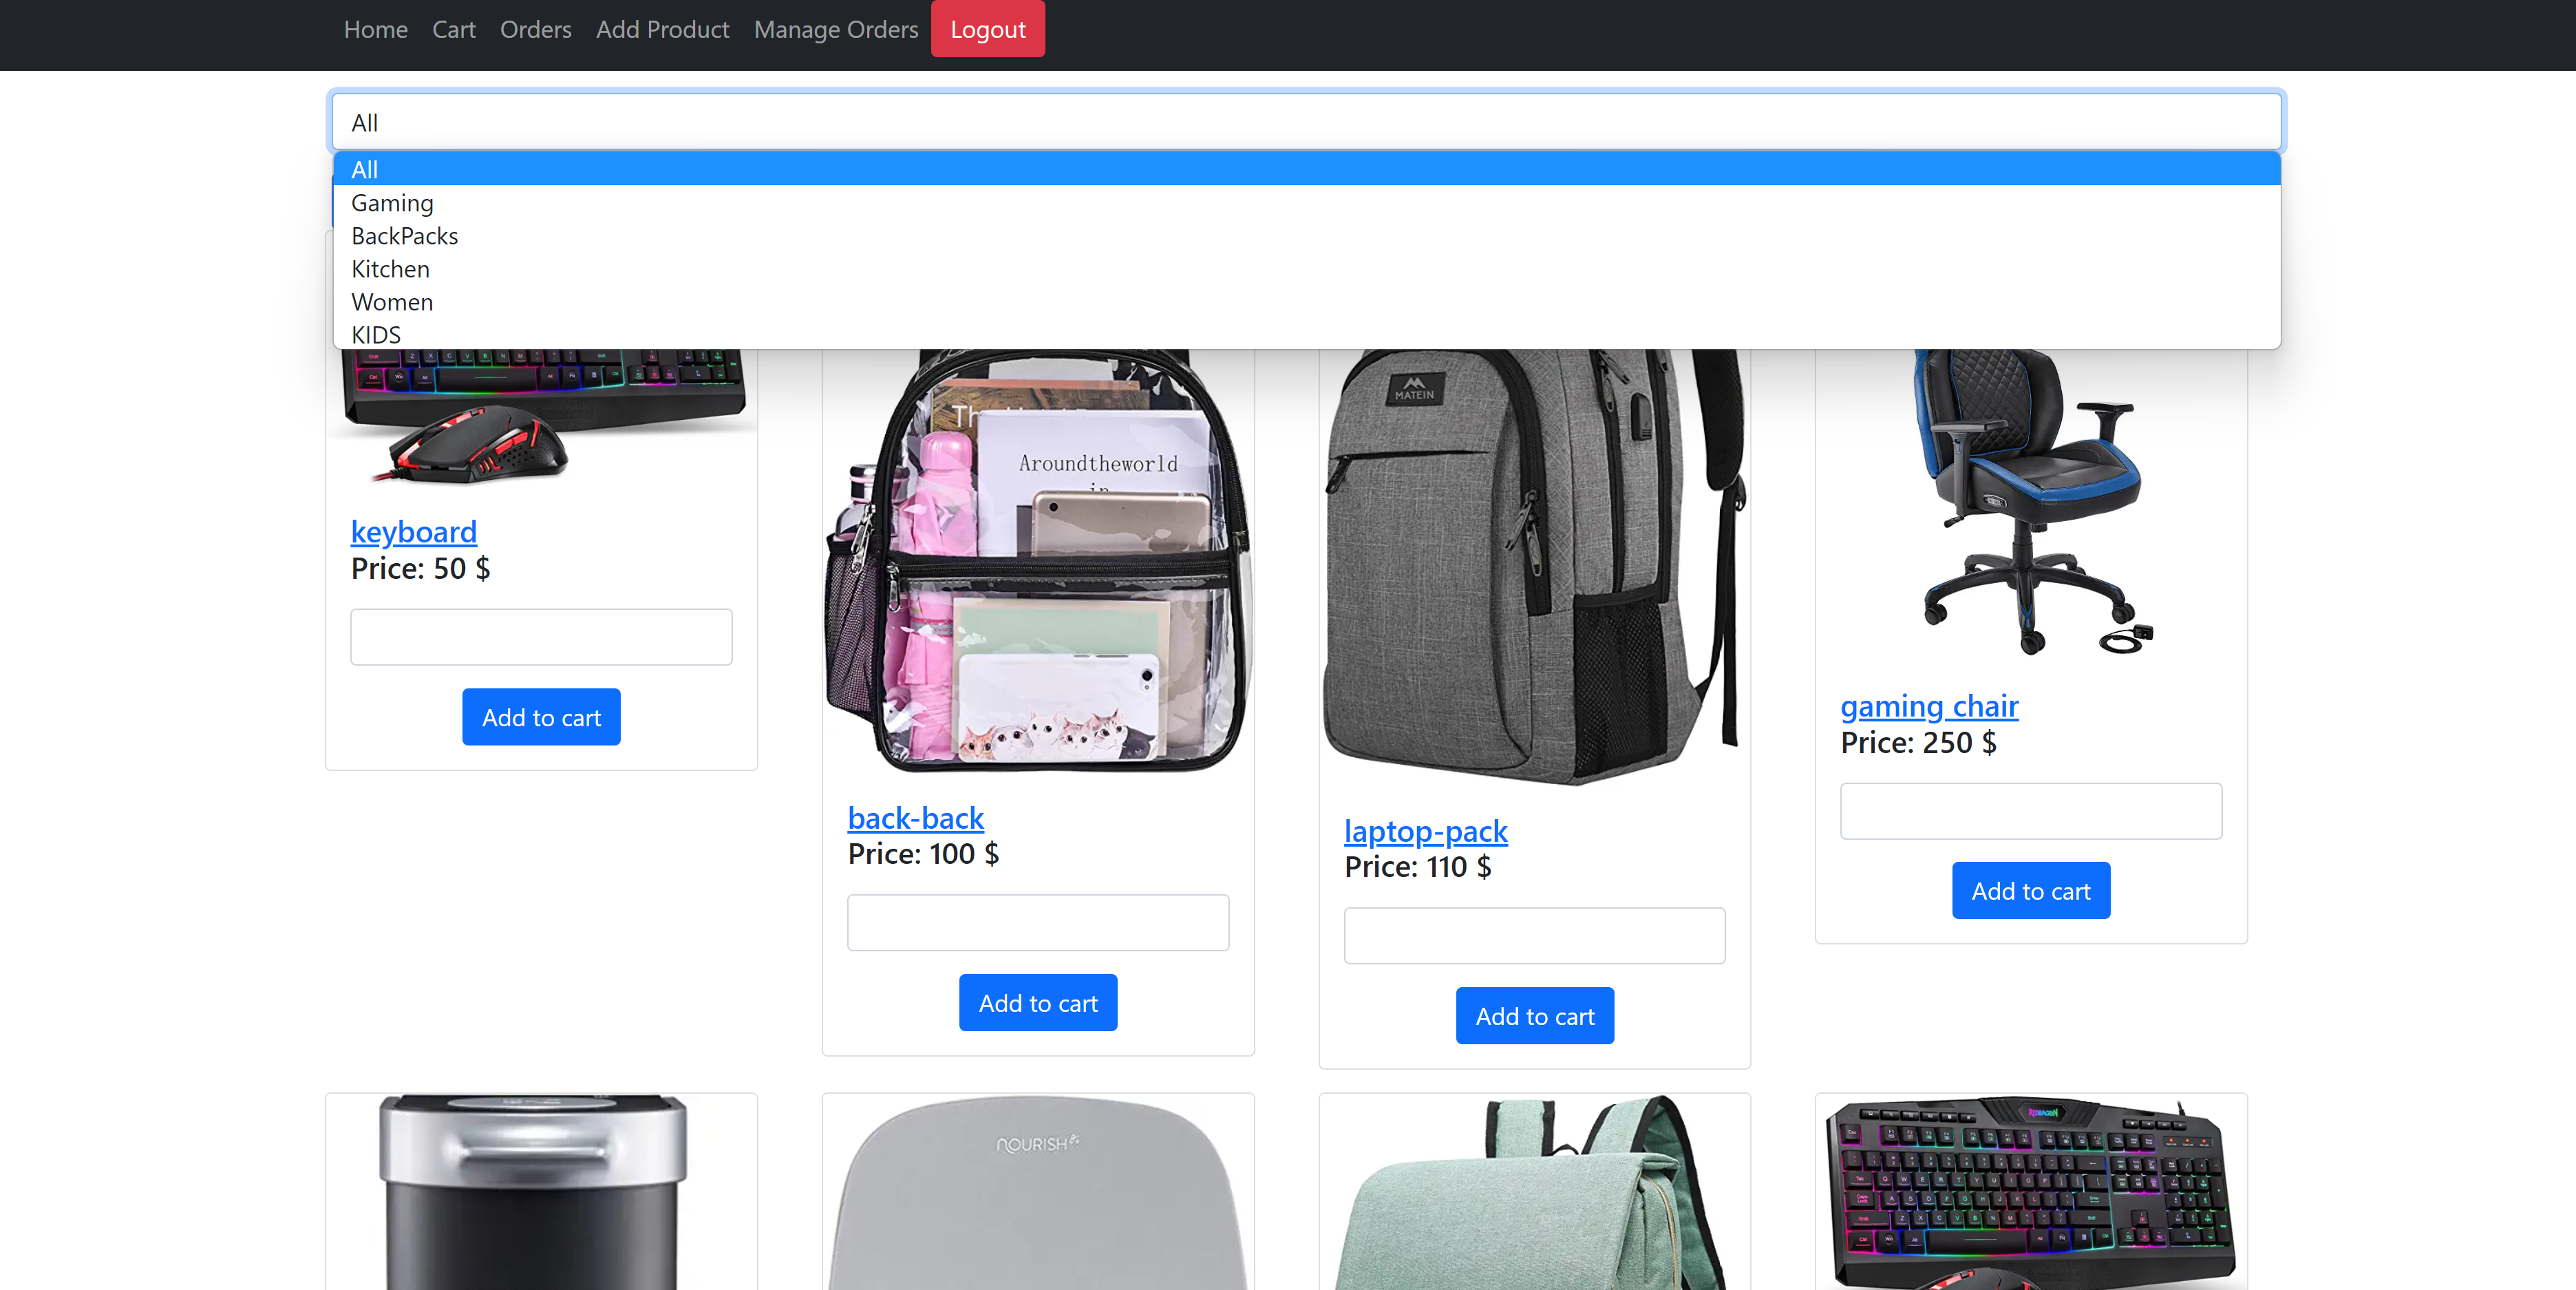 Home Cart Orders Add Product Manage Orders Logout
All
All
Gaming
BackPacks
Kitchen
Women
KIDS
MATEIN
Aroundtheworld
in
keyboard
Price: 50 $
Add to cart
back-back
Price: 100 $
Add to cart
laptop-pack
Price: 110 $
Add to cart
gaming chair
Price: 250 $
Add to cart
NOURISH
REDRAGON